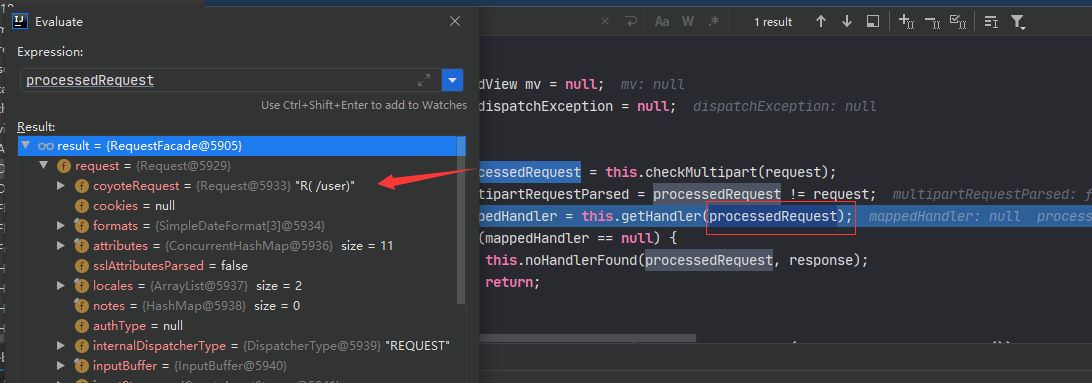 Evaluate
Expression:
processedRequest
Use Ctrl+Shift+Enter to add to Watches
Result:
result = {RequestFacade@5905}
request = {Request@5929}
coyoteRequest = {Request@5933} "R( /user)"
cookies = null
formats = {SimpleDateFormat[3]@5934}
attributes = {ConcurrentHashMap@5936} size = 11
sslAttributesParsed = false
locales = {ArrayList@5937} size = 2
notes = {HashMap@5938} size = 0
authType = null
internalDispatcherType = {DispatcherType@5939} "REQUEST"
inputBuffer = {InputBuffer@5940}
Aa W .*
1 result
edView mv = null; mv: null
dispatchException = null; dispatchException: null
cessedRequest = this.checkMultipart(request);
tipartRequestParsed = processedRequest != request; multipartRequestParsed: f
pedHandler = this.getHandler(processedRequest); mappedHandler: null process
(mappedHandler == null) {
this.noHandlerFound(processedRequest, response);
return;